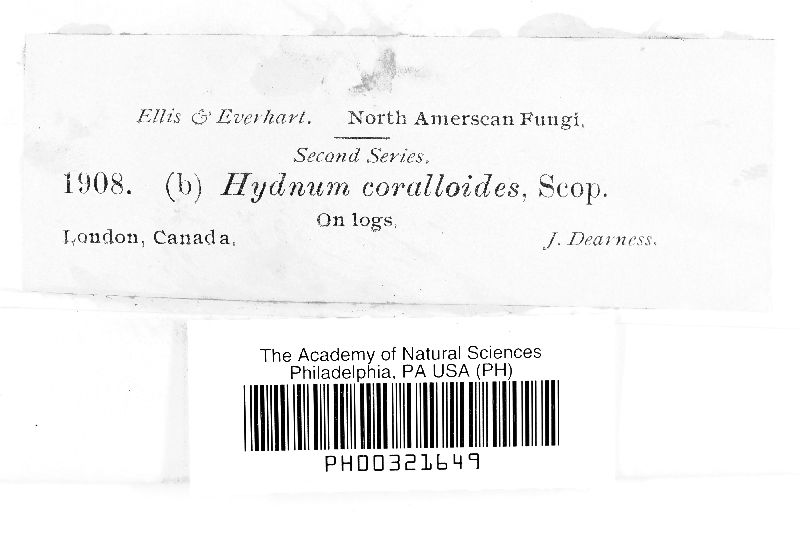 Ellis & Everhart. North Amerscan Fungi,
Second Series,
1908. (b) Hydnum coralloides, Scop.
On logs,
London, Canada, J. Dearness.
The Academy of Natural Sciences
Philadelphia, PA USA (PH)
PH00321649